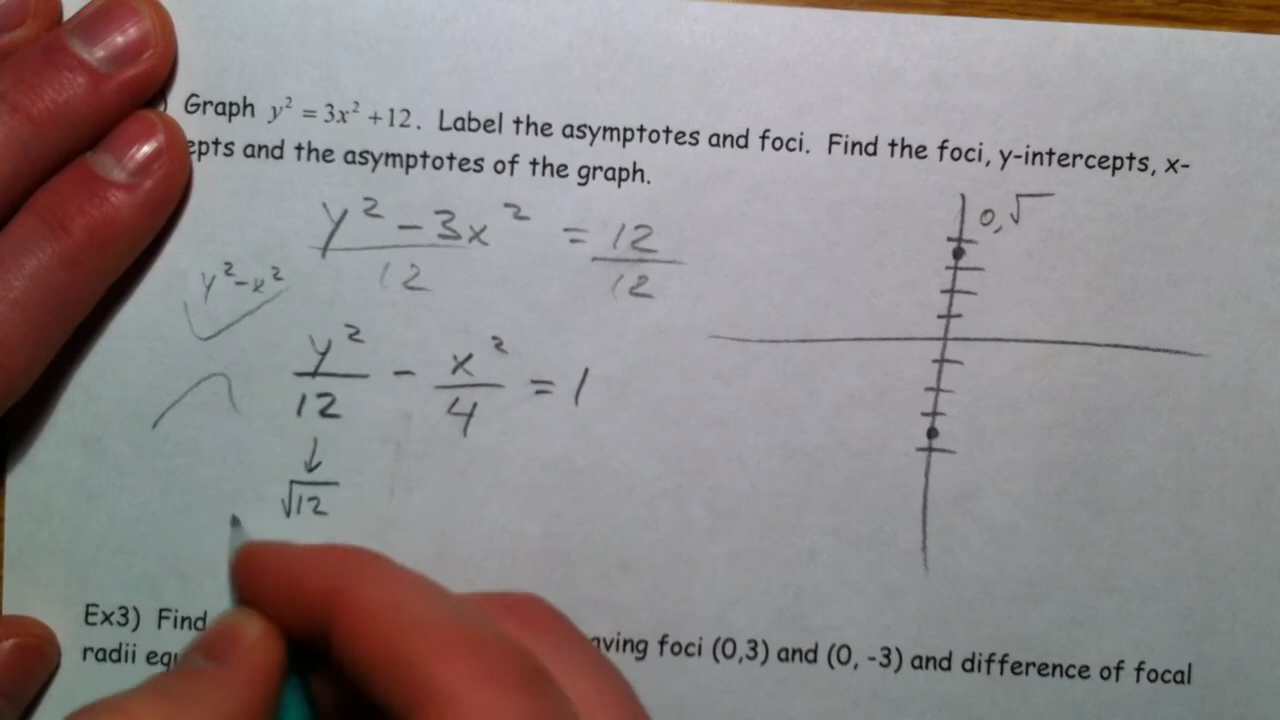 Graph y² = 3x² + 12. Label the asymptotes and foci. Find the foci, y-intercepts, x-
epts and the asymptotes of the graph.
y² - 3x² = 12
12 12
y² - x²
y² / 12 - x² / 4 = 1
↓
√12
0, √
Ex3) Find aving foci (0,3) and (0, -3) and difference of focal
radii equ